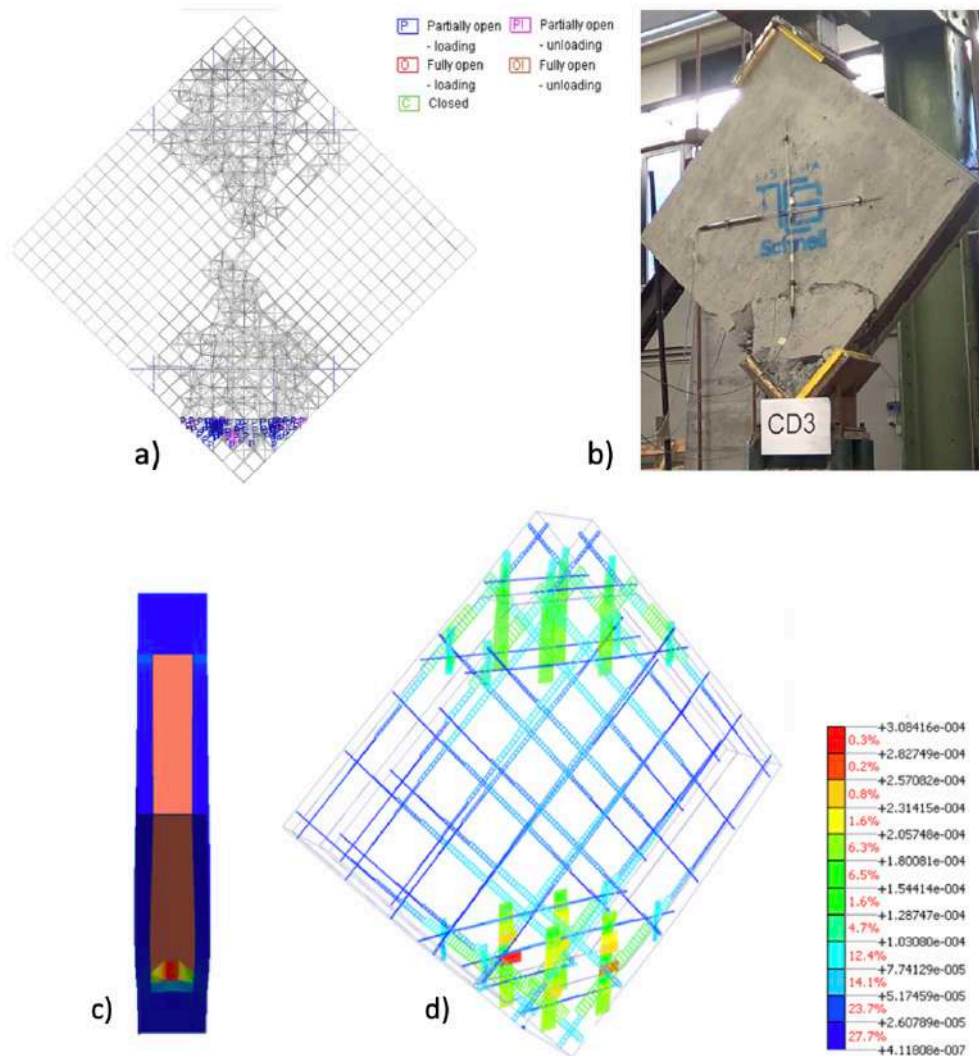 P Partially open
- loading
PI Partially open
- unloading
O Fully open
- loading
OI Fully open
- unloading
C Closed
a)
Schnell
CD3
b)
c)
d)
+3.08416e-004
0.3%
+2.82749e-004
0.2%
+2.57082e-004
0.8%
+2.31415e-004
1.6%
+2.05748e-004
6.3%
+1.80081e-004
6.5%
+1.54414e-004
1.6%
+1.28747e-004
4.7%
+1.03080e-004
12.4%
+7.74129e-005
14.1%
+5.17459e-005
23.7%
+2.60789e-005
27.7%
+4.11808e-007